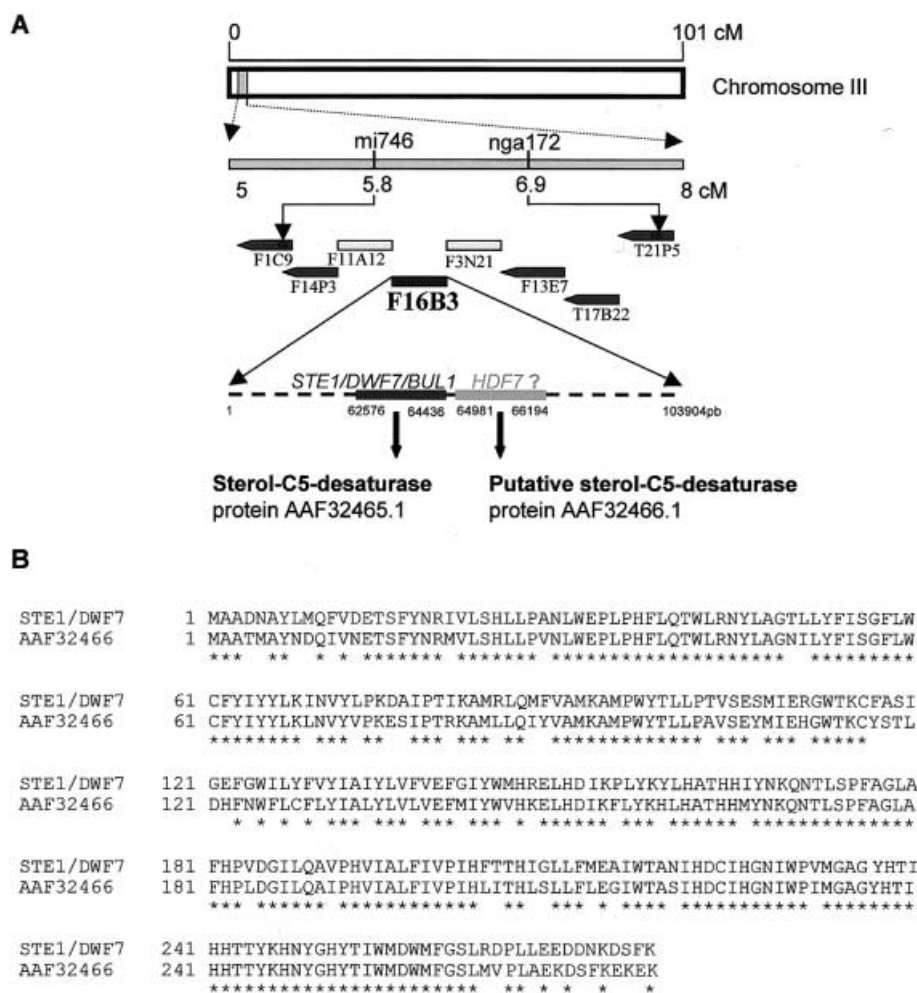 A
0 101 cM
Chromosome III
mi746 nga172
5 5.8 6.9 8 cM
F1C9 F11A12 F3N21 T21P5
F14P3 F16B3 F13E7
T17B22
STE1/DWF7/BUL1 HDF7 ?
1 62576 64436 64981 66194 103904pb
Sterol-C5-desaturase Putative sterol-C5-desaturase
protein AAF32465.1 protein AAF32466.1
B
STE1/DWF7 1 MAADNAYLMQFVDETSFYNRIVLSHLLPANLWEPLPHFLQTWLRNYLAGTLLYFISGFLW
AAF32466 1 MAATMAYNDQIVNETSFYNRMVLSHLLPVNLWEPLPHFLQTWLRNYLAGNILYFISGFLW
*** ** * * ******* ******* ******************** *********
STE1/DWF7 61 CFYIYYLKINVYLPKDAIPTIKAMRLQMFVAMKAMPWYTLLPTVSESMIERGWTKCFASI
AAF32466 61 CFYIYYLKLNVYVPKESIPTRKAMLLQIYVAMKAMPWYTLLPAVSEYMIEHGWTKCYSTL
******** *** ** *** *** ** ************* *** *** *****
STE1/DWF7 121 GEFGWILYFVYIAIYLVFVEFGIYWMHRELHDIKPLYKYLHATHHIYNKQNTLSPFAGLA
AAF32466 121 DHFNWFLCFLYIALYLVLVEFMIYWVHKELHDIKFLYKHLHATHHMYNKQNTLSPFAGLA
* * * * *** *** *** *** * ****** *** ****** **************
STE1/DWF7 181 FHPVDGILQAVPHVIALFIVPIHFTTHIGLLFMEAIWTANIHDCIHGNIWPVMGAGYHTI
AAF32466 181 FHPLDGILQAIPHVIALFIVPIHLITHLSLLFLEGIWTASIHDCIHGNIWPIMGAGYHTI
*** ****** ************ ** *** * **** *********** ********
STE1/DWF7 241 HHTTYKHNYGHYTIWMDWMFGSLRDPLLEEDDNKDSFK
AAF32466 241 HHTTYKHNYGHYTIWMDWMFGSLMVPLAEKDSFKEKEK
*********************** ** * * * *